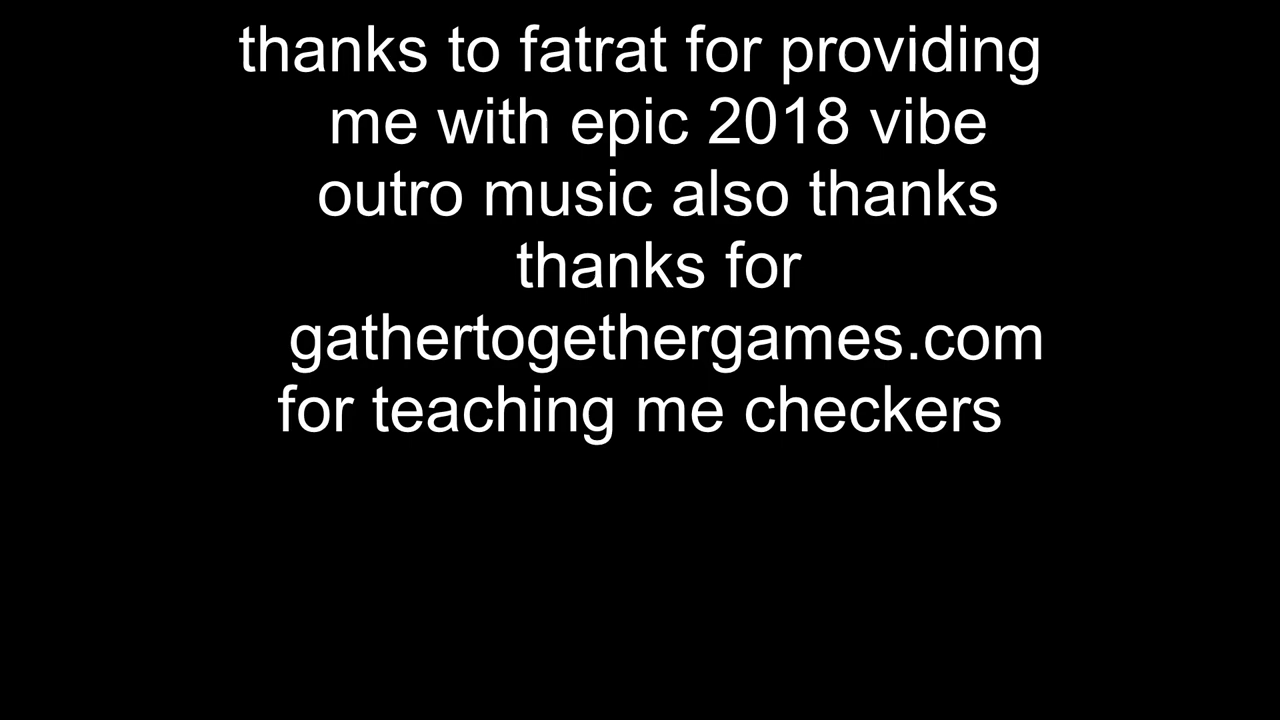 thanks to fatrat for providing
me with epic 2018 vibe
outro music also thanks
thanks for
gathertogethergames.com
for teaching me checkers